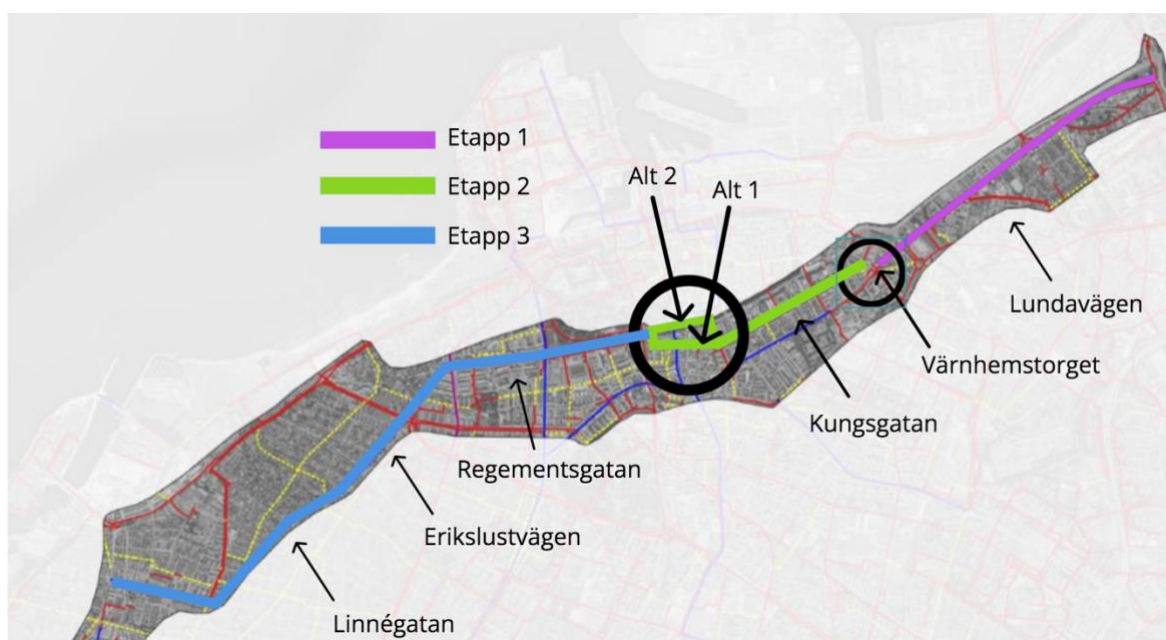 Etapp 1
Etapp 2
Etapp 3
Alt 2
Alt 1
Lundavägen
Värnhemstorget
Kungsgatan
Regementsgatan
Erikslustvägen
Linnégatan